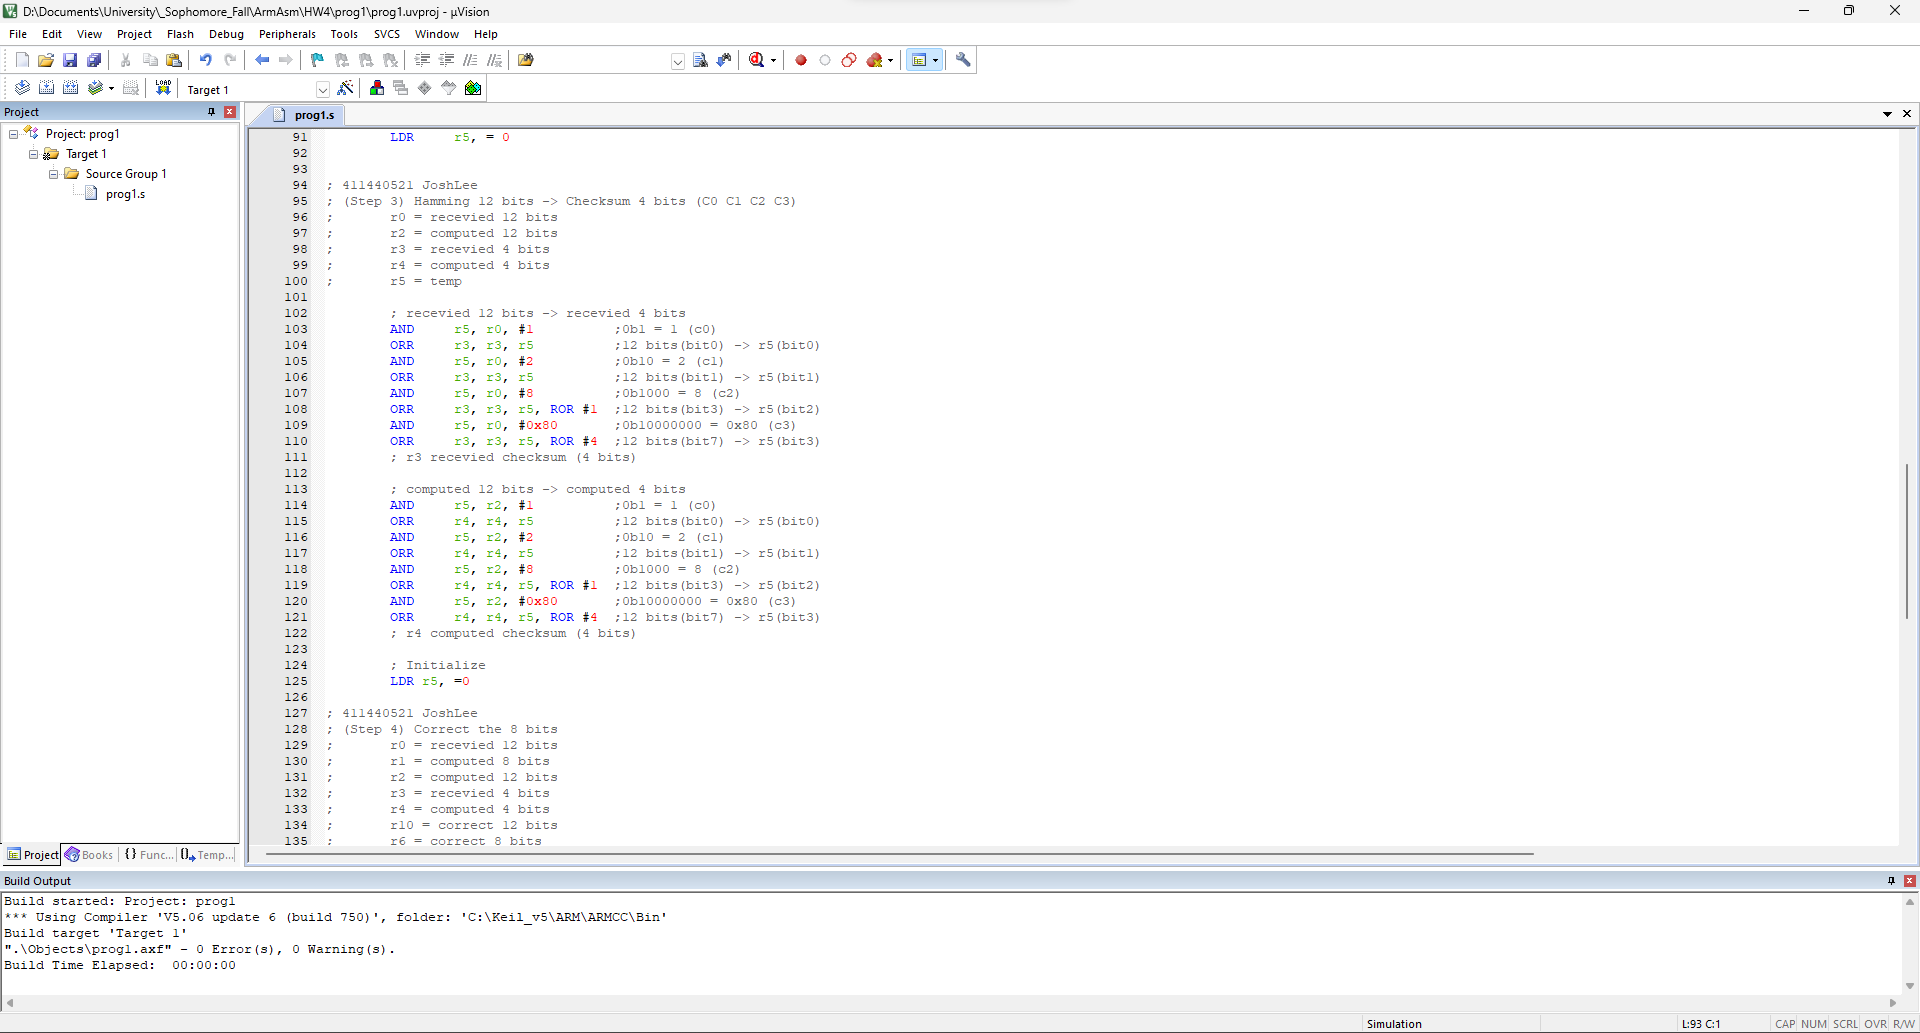 D:\Documents\University\_Sophomore_Fall\ArmAsm\HW4\prog1\prog1.uvproj - µVision
File Edit View Project Flash Debug Peripherals Tools SVCS Window Help
LOAD Target 1
Project
prog1.s
Project: prog1
Target 1
Source Group 1
prog1.s
91 LDR r5, = 0
92
93
94 ; 411440521 JoshLee
95 ; (Step 3) Hamming 12 bits -> Checksum 4 bits (C0 C1 C2 C3)
96 ; r0 = recevied 12 bits
97 ; r2 = computed 12 bits
98 ; r3 = recevied 4 bits
99 ; r4 = computed 4 bits
100 ; r5 = temp
101
102 ; recevied 12 bits -> recevied 4 bits
103 AND r5, r0, #1 ;0b1 = 1 (c0)
104 ORR r3, r3, r5 ;12 bits(bit0) -> r5(bit0)
105 AND r5, r0, #2 ;0b10 = 2 (c1)
106 ORR r3, r3, r5 ;12 bits(bit1) -> r5(bit1)
107 AND r5, r0, #8 ;0b1000 = 8 (c2)
108 ORR r3, r3, r5, ROR #1 ;12 bits(bit3) -> r5(bit2)
109 AND r5, r0, #0x80 ;0b10000000 = 0x80 (c3)
110 ORR r3, r3, r5, ROR #4 ;12 bits(bit7) -> r5(bit3)
111 ; r3 recevied checksum (4 bits)
112
113 ; computed 12 bits -> computed 4 bits
114 AND r5, r2, #1 ;0b1 = 1 (c0)
115 ORR r4, r4, r5 ;12 bits(bit0) -> r5(bit0)
116 AND r5, r2, #2 ;0b10 = 2 (c1)
117 ORR r4, r4, r5 ;12 bits(bit1) -> r5(bit1)
118 AND r5, r2, #8 ;0b1000 = 8 (c2)
119 ORR r4, r4, r5, ROR #1 ;12 bits(bit3) -> r5(bit2)
120 AND r5, r2, #0x80 ;0b10000000 = 0x80 (c3)
121 ORR r4, r4, r5, ROR #4 ;12 bits(bit7) -> r5(bit3)
122 ; r4 computed checksum (4 bits)
123
124 ; Initialize
125 LDR r5, =0
126
127 ; 411440521 JoshLee
128 ; (Step 4) Correct the 8 bits
129 ; r0 = recevied 12 bits
130 ; r1 = computed 8 bits
131 ; r2 = computed 12 bits
132 ; r3 = recevied 4 bits
133 ; r4 = computed 4 bits
134 ; r10 = correct 12 bits
135 ; r6 = correct 8 bits
Project Books {} Func... Temp...
Build Output
Build started: Project: prog1
*** Using Compiler 'V5.06 update 6 (build 750)', folder: 'C:\Keil_v5\ARM\ARMCC\Bin'
Build target 'Target 1'
".\Objects\prog1.axf" - 0 Error(s), 0 Warning(s).
Build Time Elapsed: 00:00:00
Simulation L:93 C:1 CAP NUM SCRL OVR R/W